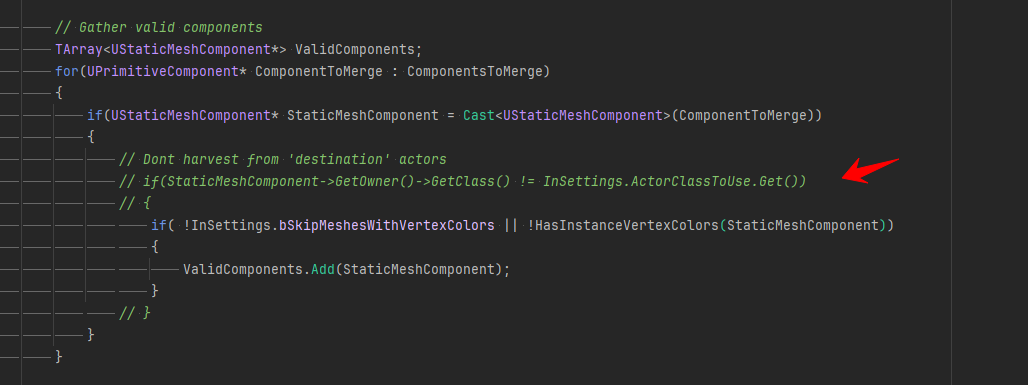 // Gather valid components
TArray<UStaticMeshComponent*> ValidComponents;
for(UPrimitiveComponent* ComponentToMerge : ComponentsToMerge)
{
if(UStaticMeshComponent* StaticMeshComponent = Cast<UStaticMeshComponent>(ComponentToMerge))
{
// Dont harvest from 'destination' actors
// if(StaticMeshComponent->GetOwner()->GetClass() != InSettings.ActorClassToUse.Get())
// {
if( !InSettings.bSkipMeshesWithVertexColors || !HasInstanceVertexColors(StaticMeshComponent))
{
ValidComponents.Add(StaticMeshComponent);
}
// }
}
}